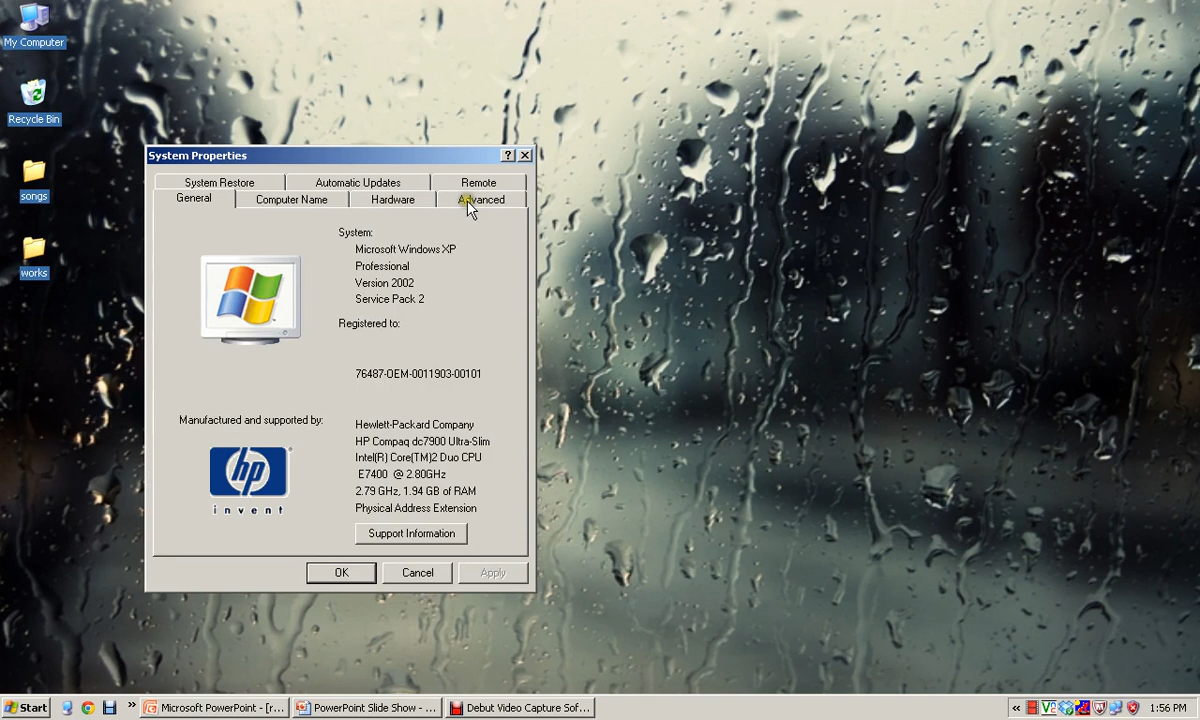 My Computer
Recycle Bin
songs
works
System Properties
System Restore
Automatic Updates
Remote
General
Computer Name
Hardware
Advanced
System:
Microsoft Windows XP
Professional
Version 2002
Service Pack 2
Registered to:
76487-OEM-0011903-00101
Manufactured and supported by:
Hewlett-Packard Company
HP Compaq dc7900 Ultra-Slim
Intel(R) Core(TM)2 Duo CPU
E7400 @ 2.80GHz
2.79 GHz, 1.94 GB of RAM
Physical Address Extension
hp
invent
Support Information
OK
Cancel
Apply
Start
Microsoft PowerPoint - [r...
PowerPoint Slide Show - ...
Debut Video Capture Sof...
1:56 PM